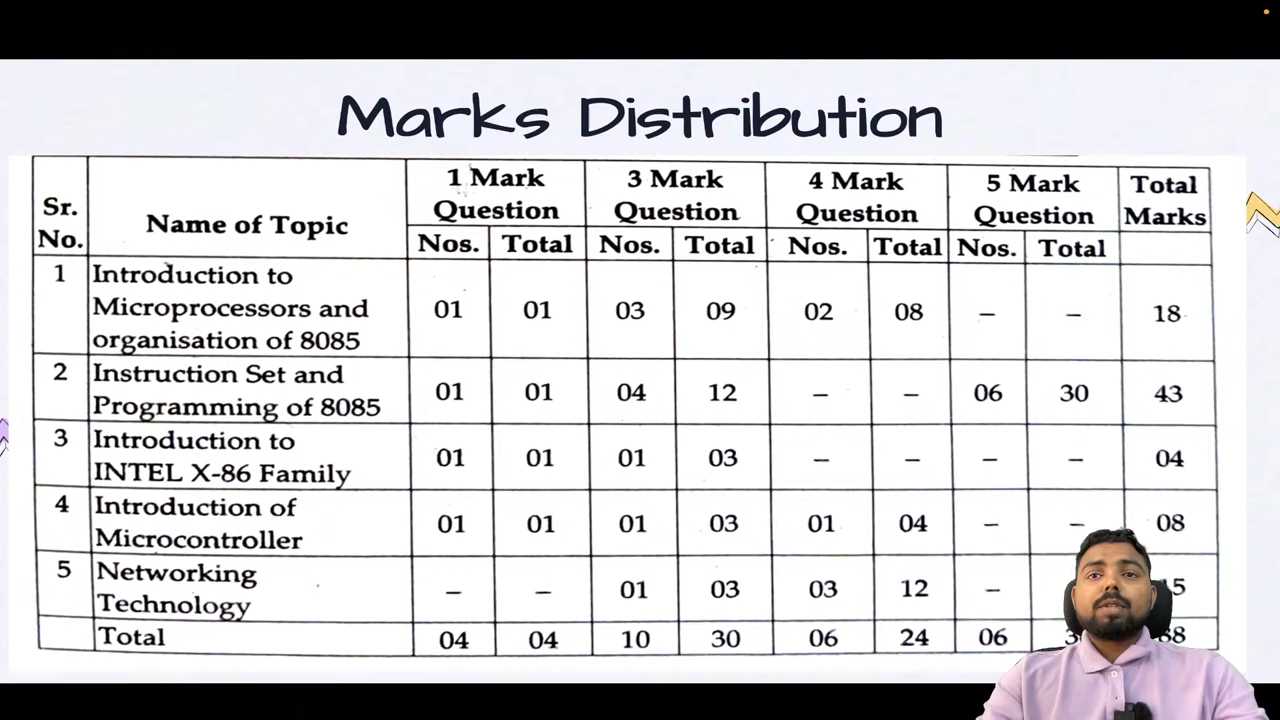 Marks Distribution
Sr. No. Name of Topic 1 Mark Question 3 Mark Question 4 Mark Question 5 Mark Question Total Marks
Nos. Total Nos. Total Nos. Total Nos. Total
1 Introduction to Microprocessors and organisation of 8085 01 01 03 09 02 08 – – 18
2 Instruction Set and Programming of 8085 01 01 04 12 – – 06 30 43
3 Introduction to INTEL X-86 Family 01 01 01 03 – – – – 04
4 Introduction of Microcontroller 01 01 01 03 01 04 – – 08
5 Networking Technology – – 01 03 03 12 –
Total 04 04 10 30 06 24 06